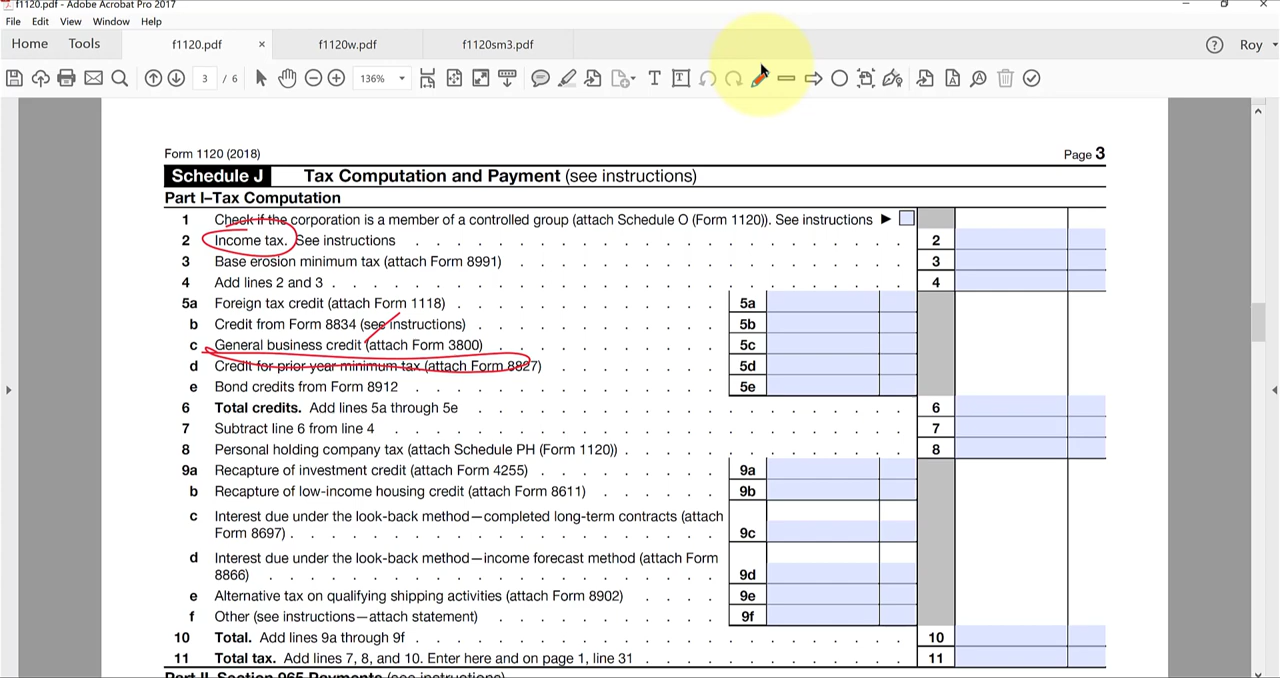 f1120.pdf - Adobe Acrobat Pro 2017
File Edit View Window Help
Home Tools f1120.pdf × f1120w.pdf f1120sm3.pdf ? Roy
3 / 6 136%
Form 1120 (2018) Page 3
Schedule J Tax Computation and Payment (see instructions)
Part I–Tax Computation
1 Check if the corporation is a member of a controlled group (attach Schedule O (Form 1120)). See instructions ▶
2 Income tax. See instructions . . . . . . . . . . . . . . . . . . . . . . . 2
3 Base erosion minimum tax (attach Form 8991) . . . . . . . . . . . . . . . . . . 3
4 Add lines 2 and 3 . . . . . . . . . . . . . . . . . . . . . . . . . . 4
5a Foreign tax credit (attach Form 1118) . . . . . . . . . . . 5a
b Credit from Form 8834 (see instructions) . . . . . . . . . . 5b
c General business credit (attach Form 3800) . . . . . . . . . 5c
d Credit for prior year minimum tax (attach Form 8827) . . . . . . . 5d
e Bond credits from Form 8912 . . . . . . . . . . . . . 5e
6 Total credits. Add lines 5a through 5e . . . . . . . . . . . . . . . . . . . . 6
7 Subtract line 6 from line 4 . . . . . . . . . . . . . . . . . . . . . . . 7
8 Personal holding company tax (attach Schedule PH (Form 1120)) . . . . . . . . . . . . . 8
9a Recapture of investment credit (attach Form 4255) . . . . . . . . 9a
b Recapture of low-income housing credit (attach Form 8611) . . . . . . 9b
c Interest due under the look-back method—completed long-term contracts (attach
Form 8697) . . . . . . . . . . . . . . . . . . . 9c
d Interest due under the look-back method—income forecast method (attach Form
8866) . . . . . . . . . . . . . . . . . . . . 9d
e Alternative tax on qualifying shipping activities (attach Form 8902) . . . . 9e
f Other (see instructions—attach statement) . . . . . . . . . . 9f
10 Total. Add lines 9a through 9f . . . . . . . . . . . . . . . . . . . . . . . 10
11 Total tax. Add lines 7, 8, and 10. Enter here and on page 1, line 31 . . . . . . . . . . . . 11
Part II–Section 965 Payments (see instructions)